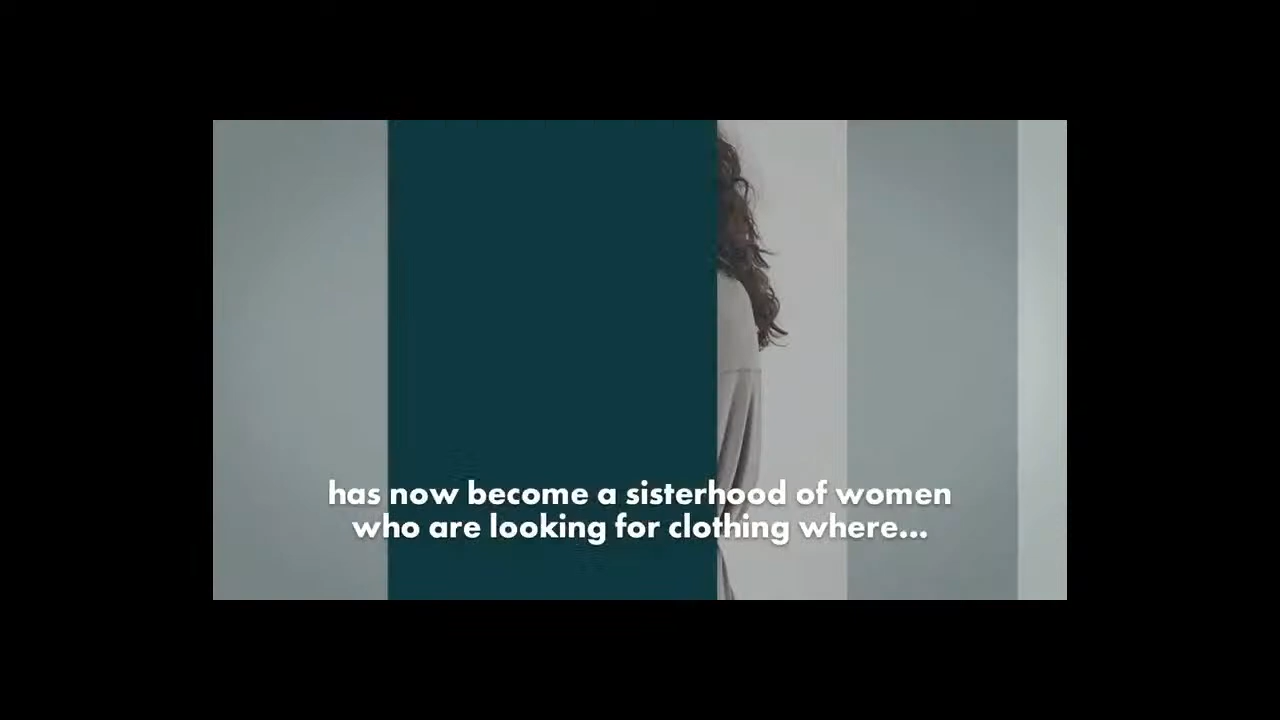 has now become a sisterhood of women
who are looking for clothing where...